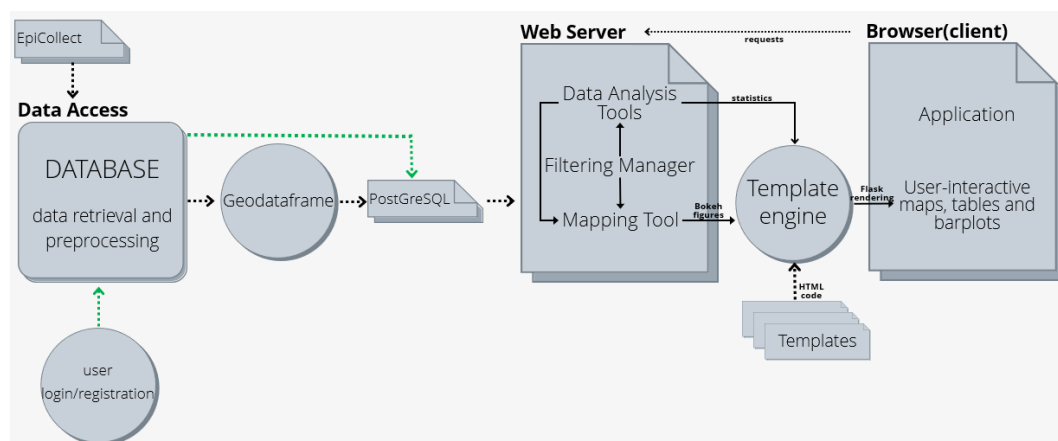 EpiCollect
Data Access
DATABASE
data retrieval and
preprocessing
user
login/registration
Geodataframe
PostGreSQL
Web Server
requests
Browser(client)
Data Analysis
Tools
statistics
Filtering Manager
Mapping Tool
Bokeh
figures
Template
engine
Flask
rendering
HTML
code
Templates
Application
User-interactive
maps, tables and
barplots